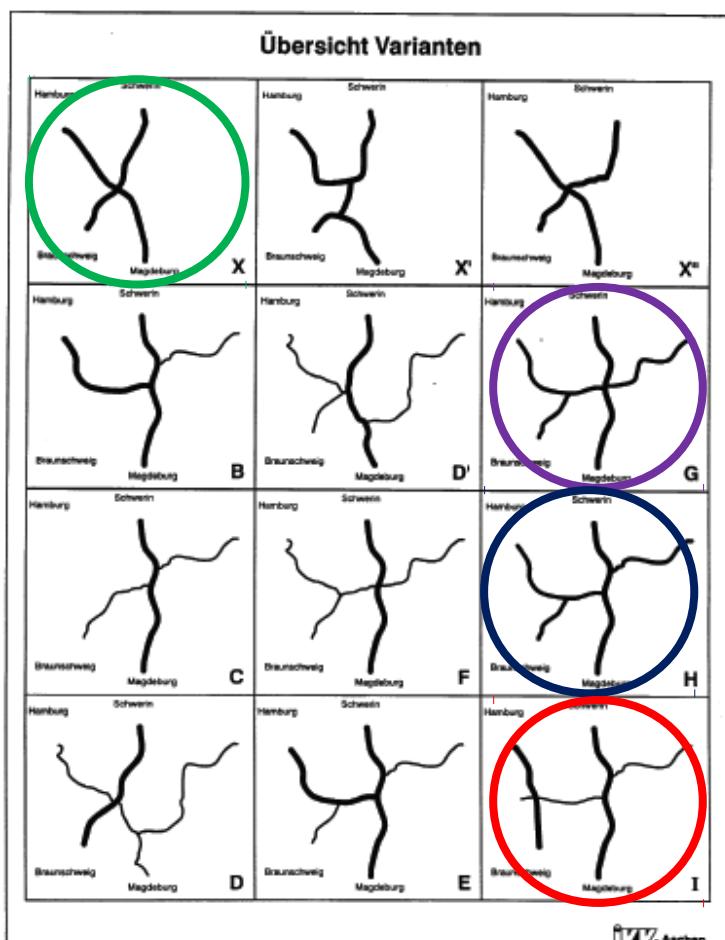 Übersicht Varianten
Hamburg
Schwerin
Braunschweig
Magdeburg
X
Hamburg
Schwerin
Braunschweig
Magdeburg
X'
Hamburg
Schwerin
Braunschweig
Magdeburg
X"
Hamburg
Schwerin
Braunschweig
Magdeburg
B
Hamburg
Schwerin
Braunschweig
Magdeburg
D'
Hamburg
Schwerin
Braunschweig
Magdeburg
G
Hamburg
Schwerin
Braunschweig
Magdeburg
C
Hamburg
Schwerin
Braunschweig
Magdeburg
F
Hamburg
Schwerin
Braunschweig
Magdeburg
H
Hamburg
Schwerin
Braunschweig
Magdeburg
D
Hamburg
Schwerin
Braunschweig
Magdeburg
E
Hamburg
Schwerin
Braunschweig
Magdeburg
I
Aachen